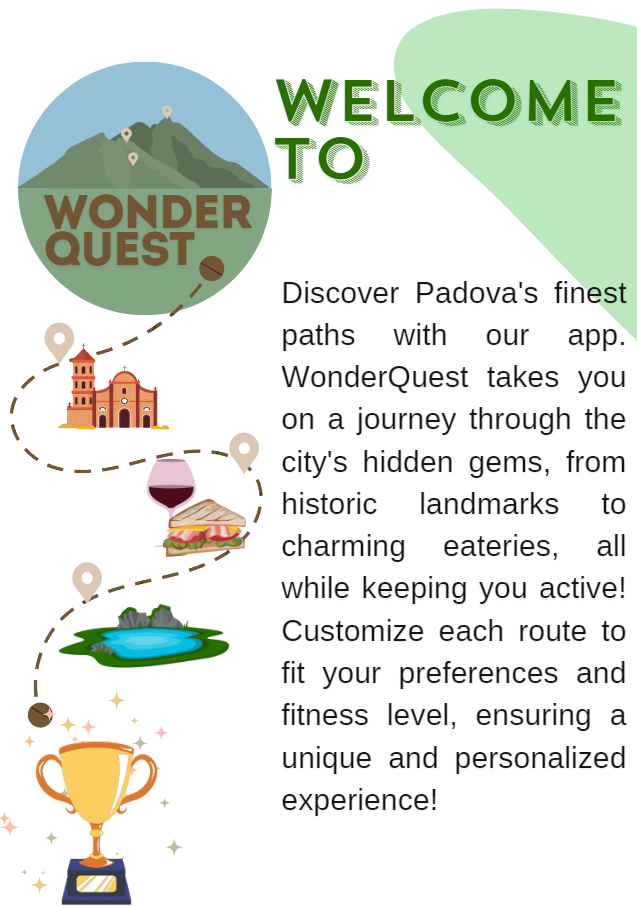 WELCOME
TO
WONDER
QUEST
Discover Padova's finest
paths with our app.
WonderQuest takes you
on a journey through the
city's hidden gems, from
historic landmarks to
charming eateries, all
while keeping you active!
Customize each route to
fit your preferences and
fitness level, ensuring a
unique and personalized
experience!